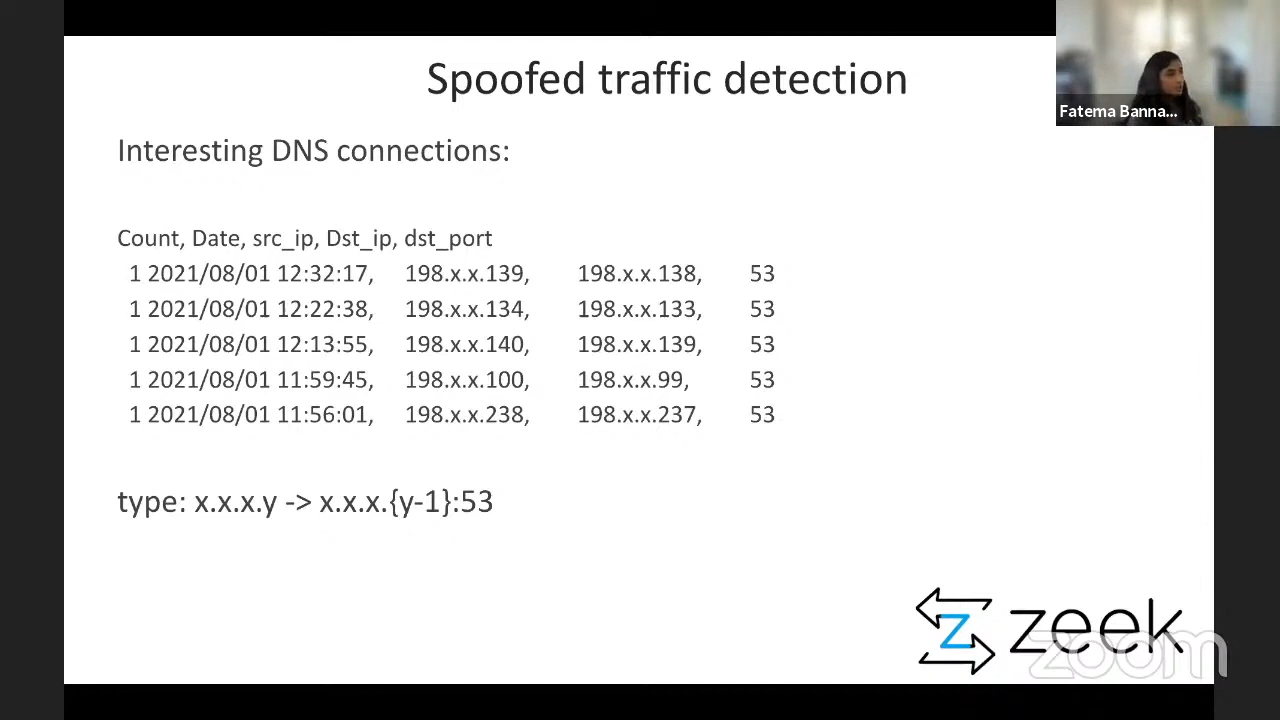 Spoofed traffic detection
Fatema Banna...
Interesting DNS connections:
Count, Date, src_ip, Dst_ip, dst_port
1 2021/08/01 12:32:17, 198.x.x.139, 198.x.x.138, 53
1 2021/08/01 12:22:38, 198.x.x.134, 198.x.x.133, 53
1 2021/08/01 12:13:55, 198.x.x.140, 198.x.x.139, 53
1 2021/08/01 11:59:45, 198.x.x.100, 198.x.x.99, 53
1 2021/08/01 11:56:01, 198.x.x.238, 198.x.x.237, 53
type: x.x.x.y -> x.x.x.{y-1}:53
z zeek
zoom